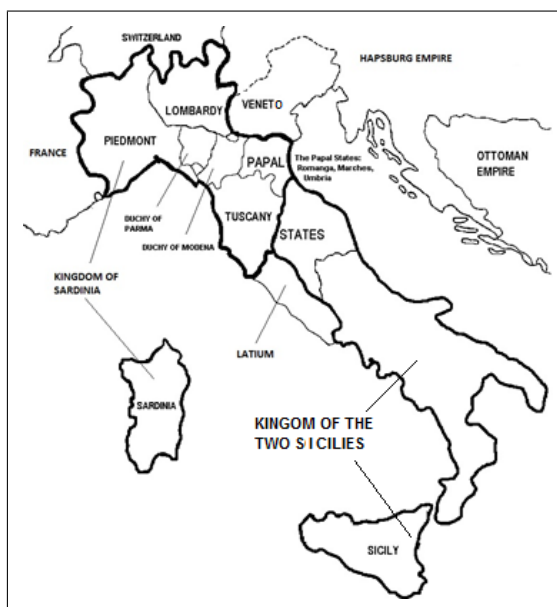 SWITZERLAND
HAPSBURG EMPIRE
LOMBARDY
VENETO
PIEDMONT
FRANCE
PAPAL
The Papal States:
Romanga, Marches,
Umbria
OTTOMAN
EMPIRE
DUCHY OF
PARMA
TUSCANY
DUCHY OF MODENA
STATES
KINGDOM OF
SARDINIA
LATIUM
SARDINIA
KINGOM OF THE
TWO SICILIES
SICILY